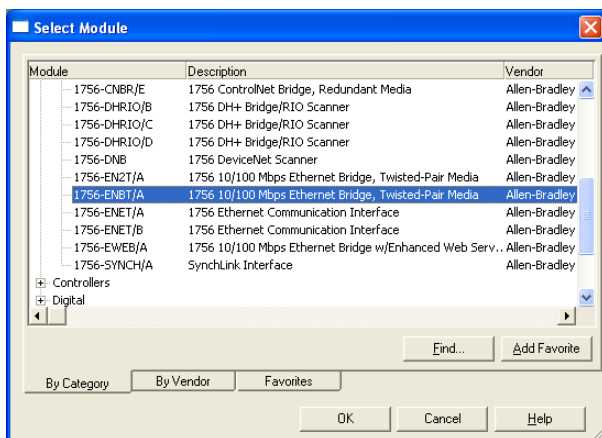 Select Module
Module Description Vendor
1756-CNBR/E 1756 ControlNet Bridge, Redundant Media Allen-Bradley
1756-DHRIO/B 1756 DH+ Bridge/RIO Scanner Allen-Bradley
1756-DHRIO/C 1756 DH+ Bridge/RIO Scanner Allen-Bradley
1756-DHRIO/D 1756 DH+ Bridge/RIO Scanner Allen-Bradley
1756-DNB 1756 DeviceNet Scanner Allen-Bradley
1756-EN2T/A 1756 10/100 Mbps Ethernet Bridge, Twisted-Pair Media Allen-Bradley
1756-ENBT/A 1756 10/100 Mbps Ethernet Bridge, Twisted-Pair Media Allen-Bradley
1756-ENET/A 1756 Ethernet Communication Interface Allen-Bradley
1756-ENET/B 1756 Ethernet Communication Interface Allen-Bradley
1756-EWEB/A 1756 10/100 Mbps Ethernet Bridge w/Enhanced Web Serv.. Allen-Bradley
1756-SYNCH/A SynchLink Interface Allen-Bradley
Controllers
Digital
Find... Add Favorite
By Category By Vendor Favorites
OK Cancel Help